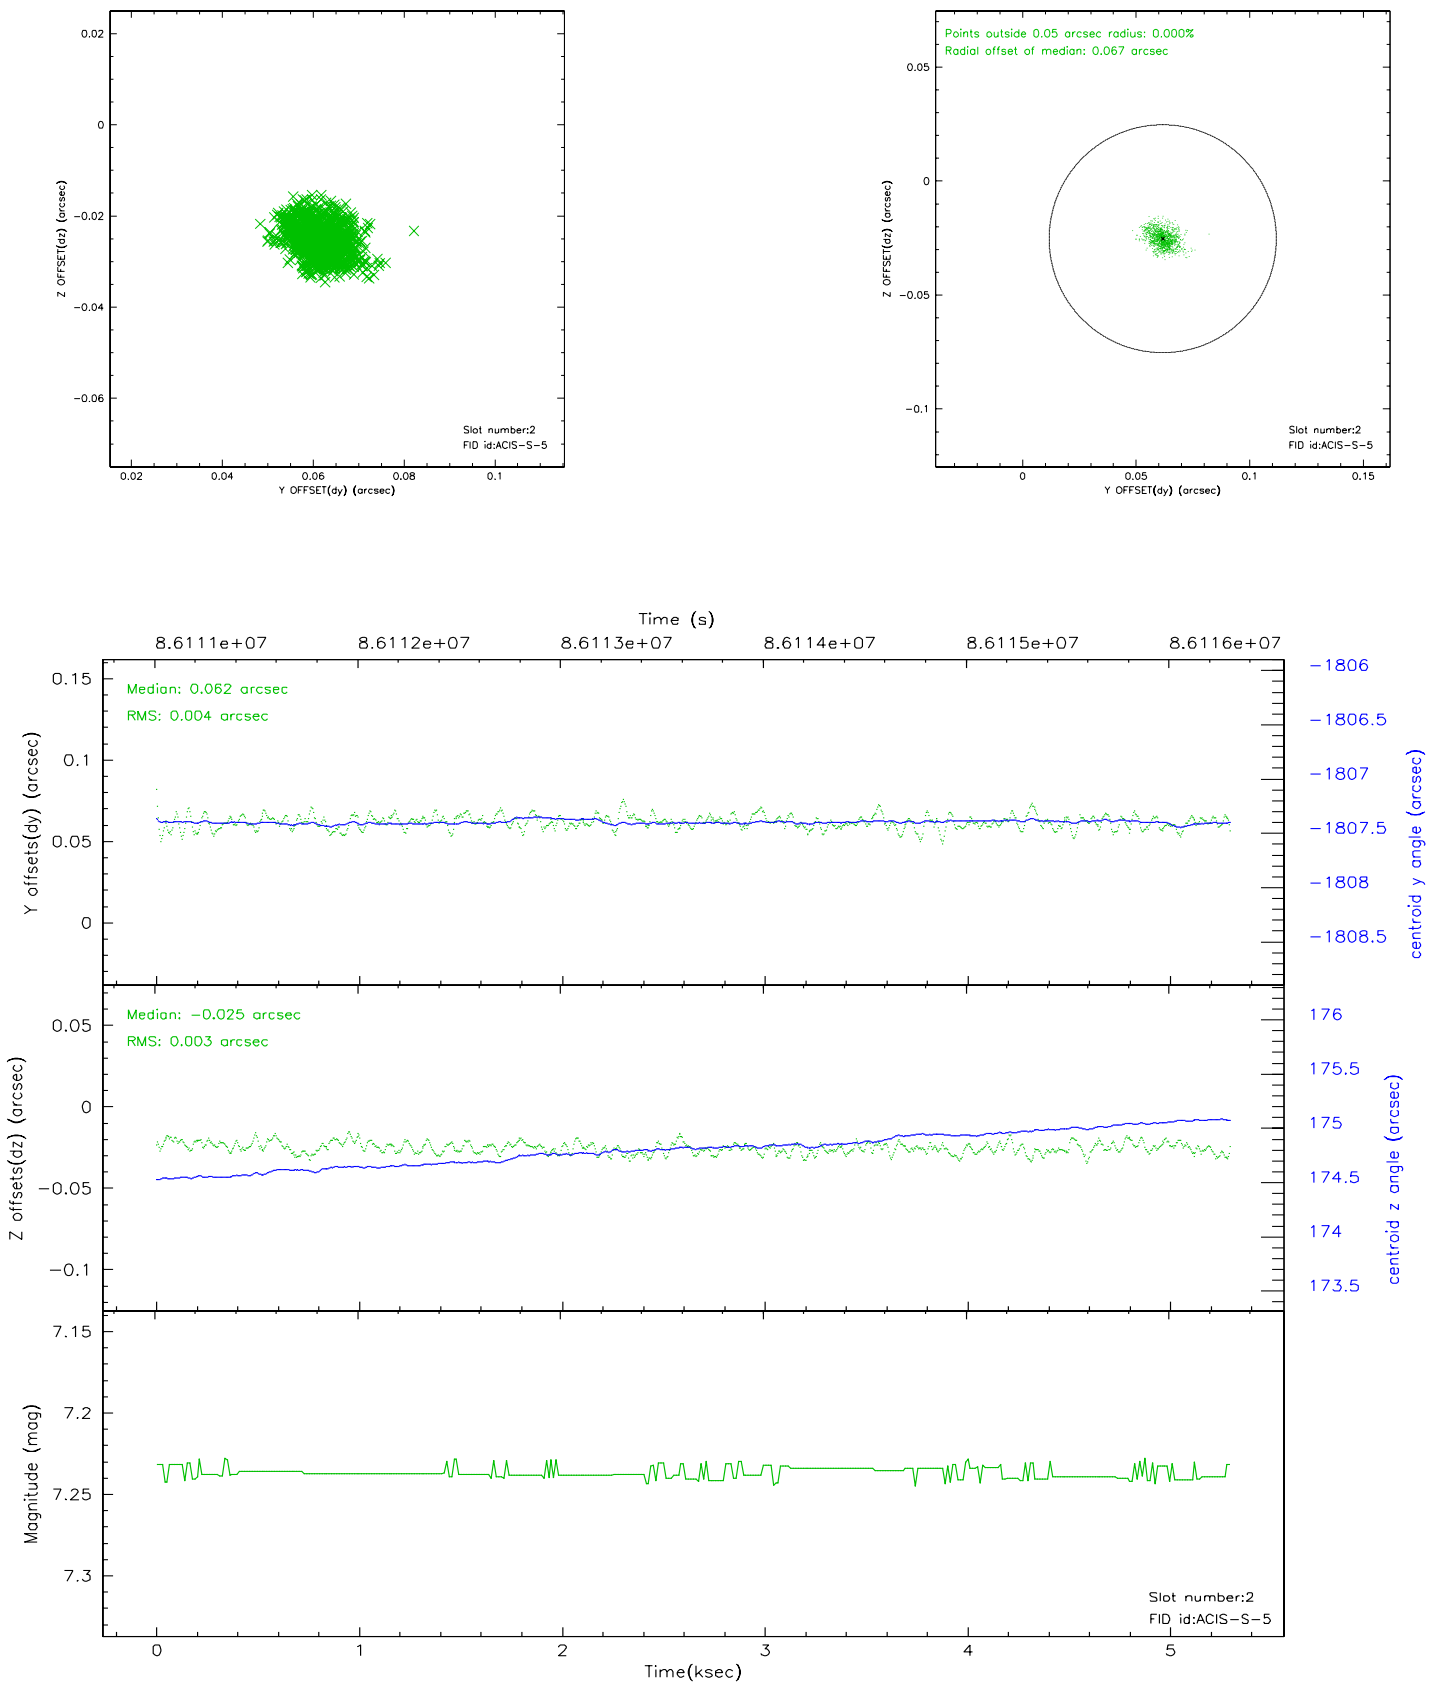 0.02
0
-0.02
-0.04
-0.06
Z OFFSET(dz) (arcsec)
0.02 0.04 0.06 0.08 0.1
Y OFFSET(dy) (arcsec)
Slot number:2
FID id:ACIS-S-5
Points outside 0.05 arcsec radius: 0.000%
Radial offset of median: 0.067 arcsec
0.05
0
-0.05
-0.1
Z OFFSET(dz) (arcsec)
0 0.05 0.1 0.15
Y OFFSET(dy) (arcsec)
Slot number:2
FID id:ACIS-S-5
Time (s)
8.6111e+07 8.6112e+07 8.6113e+07 8.6114e+07 8.6115e+07 8.6116e+07
Median: 0.062 arcsec
RMS: 0.004 arcsec
0.15
0.1
0.05
0
Y offsets(dy) (arcsec)
-1806
-1806.5
-1807
-1807.5
-1808
-1808.5
centroid y angle (arcsec)
Median: -0.025 arcsec
RMS: 0.003 arcsec
0.05
0
-0.05
-0.1
Z offsets(dz) (arcsec)
176
175.5
175
174.5
174
173.5
centroid z angle (arcsec)
7.15
7.2
7.25
7.3
Magnitude (mag)
Slot number:2
FID id:ACIS-S-5
0 1 2 3 4 5
Time(ksec)